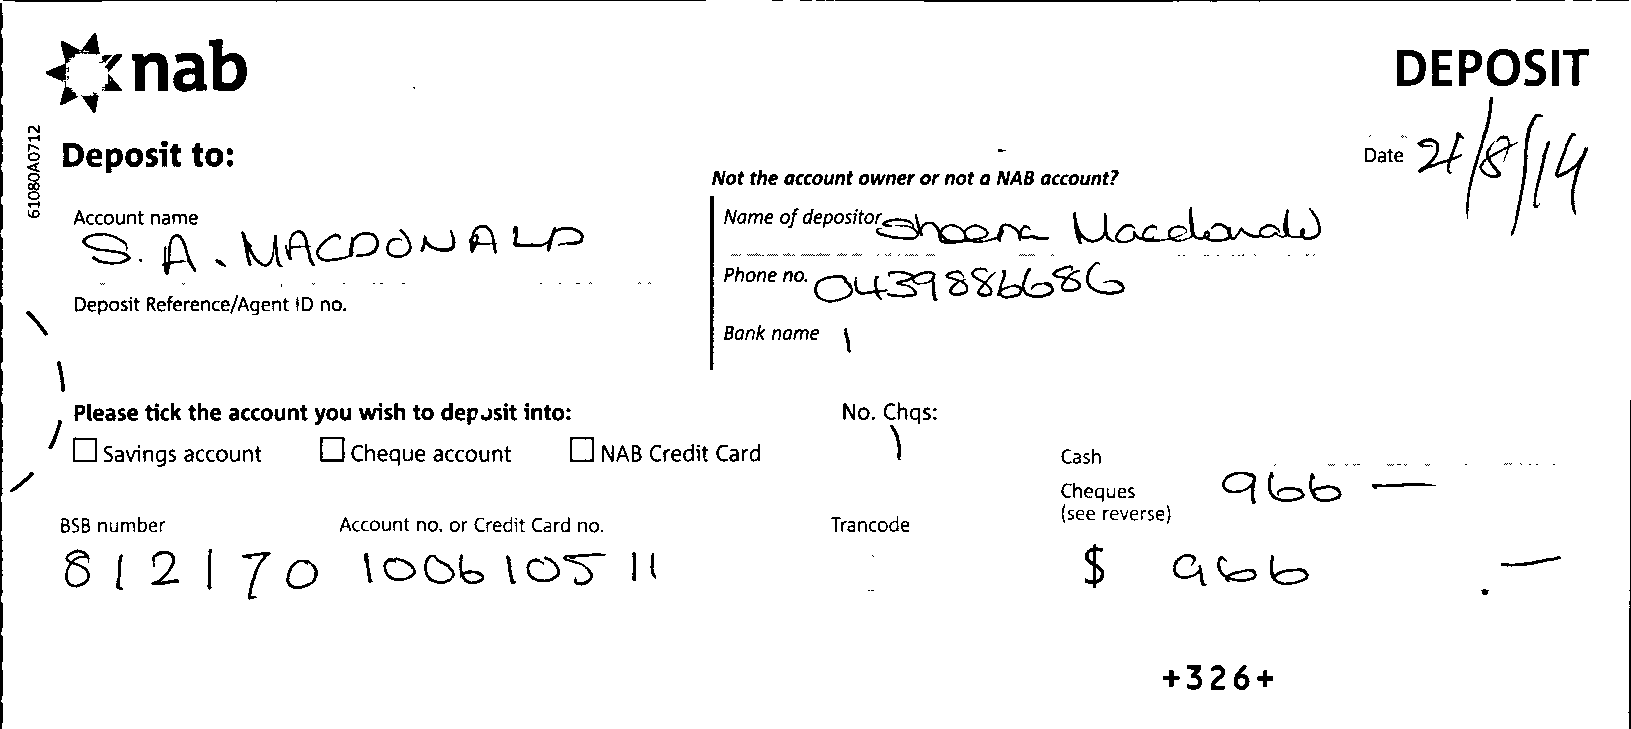 nab
DEPOSIT
61080A0712
Deposit to:
Date 21/8/14
Not the account owner or not a NAB account?
Account name
S. A. MACDONALD
Name of depositor Sheena Macdonald
Phone no. 0439886686
Deposit Reference/Agent ID no.
Bank name
Please tick the account you wish to deposit into:
No. Chqs:
1
Savings account
Cheque account
NAB Credit Card
Cash
Cheques
(see reverse)
966 —
BSB number
Account no. or Credit Card no.
Trancode
812170
100610511
$ 966 . —
+326+